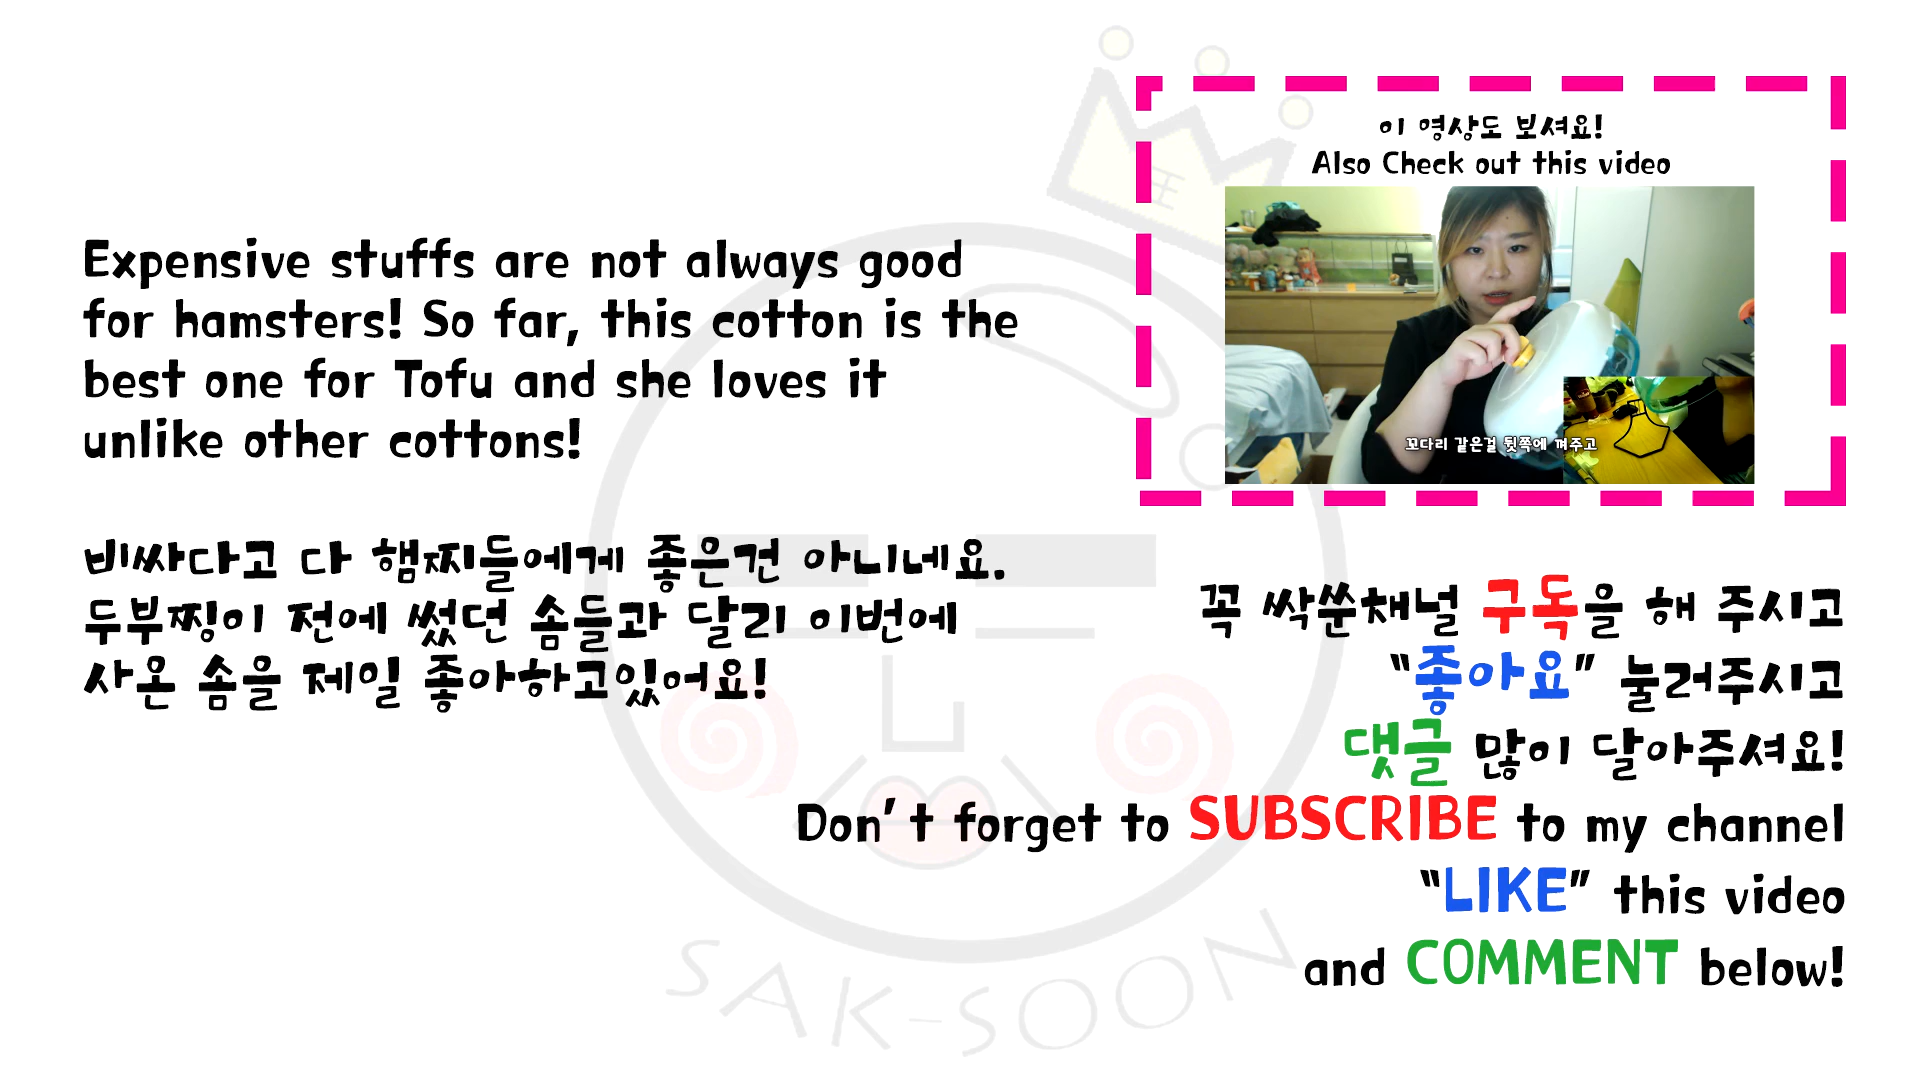 Expensive stuffs are not always good
for hamsters! So far, this cotton is the
best one for Tofu and she loves it
unlike other cottons!
비싸다고 다 햄찌들에게 좋은건 아니네요.
두부찡이 전에 썼던 솜들과 달리 이번에
사온 솜을 제일 좋아하고있어요!
이 영상도 보셔요!
Also Check out this video
꼬다리 같은걸 뒷쪽에 껴주고
꼭 싹쑨채널 구독을 해 주시고
“좋아요” 눌러주시고
댓글 많이 달아주셔요!
Don’t forget to SUBSCRIBE to my channel
“LIKE” this video
and COMMENT below!
王
SAK-SOON